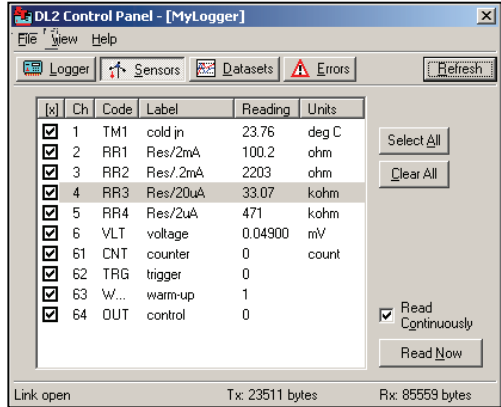 DL2 Control Panel - [MyLogger]
File View Help
Logger Sensors Datasets Errors Refresh
[x] Ch Code Label Reading Units
1 TM1 cold jn 23.76 deg C
2 RR1 Res/2mA 100.2 ohm
3 RR2 Res/.2mA 2203 ohm
4 RR3 Res/20uA 33.07 kohm
5 RR4 Res/2uA 471 kohm
6 VLT voltage 0.04900 mV
61 CNT counter 0 count
62 TRG trigger 0
63 W... warm-up 1
64 OUT control 0
Select All
Clear All
Read
Continuously
Read Now
Link open Tx: 23511 bytes Rx: 85559 bytes